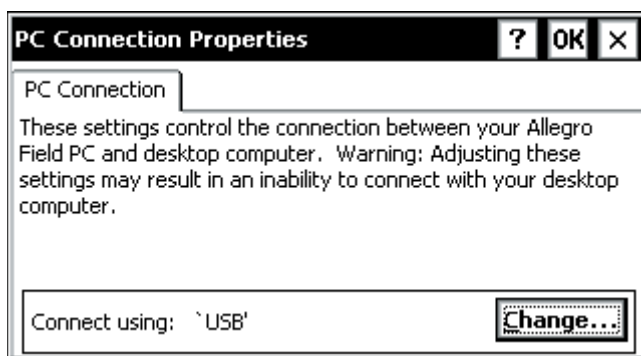 PC Connection Properties ? OK ×
PC Connection
These settings control the connection between your Allegro
Field PC and desktop computer.  Warning: Adjusting these
settings may result in an inability to connect with your desktop
computer.
Connect using: `USB' Change...